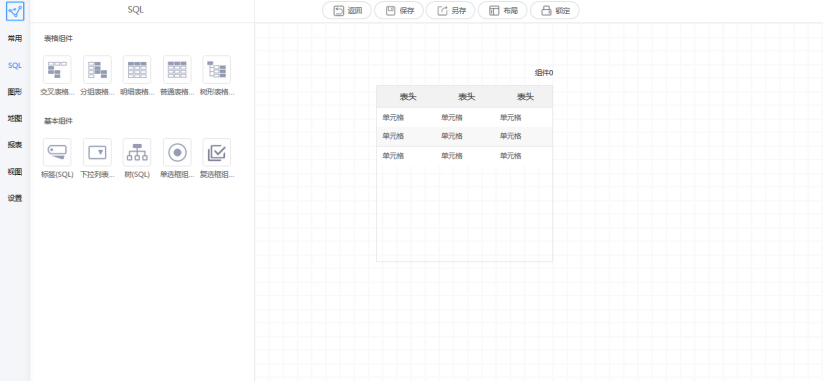 SQL
返回 保存 另存 布局 锁定
常用
SQL
图形
地图
报表
视图
设置
表格组件
交叉表格... 分组表格... 明细表格... 普通表格... 树形表格...
基本组件
标签(SQL) 下拉列表... 树(SQL) 单选框组... 复选框组...
组件0
表头 表头 表头
单元格 单元格 单元格
单元格 单元格 单元格
单元格 单元格 单元格